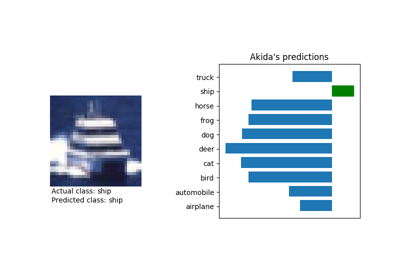 Akida's predictions
truck
ship
horse
frog
dog
deer
cat
bird
automobile
airplane
Actual class: ship
Predicted class: ship